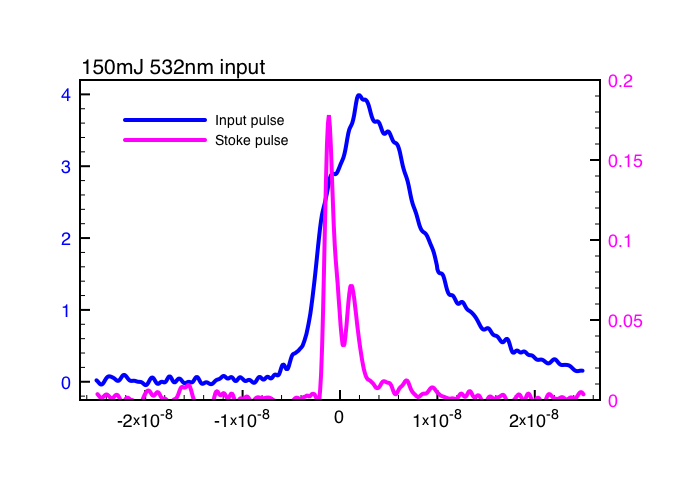 150mJ 532nm input
4
3
2
1
0
Input pulse
Stoke pulse
0.2
0.15
0.1
0.05
0
-2x10⁻⁸
-1x10⁻⁸
0
1x10⁻⁸
2x10⁻⁸